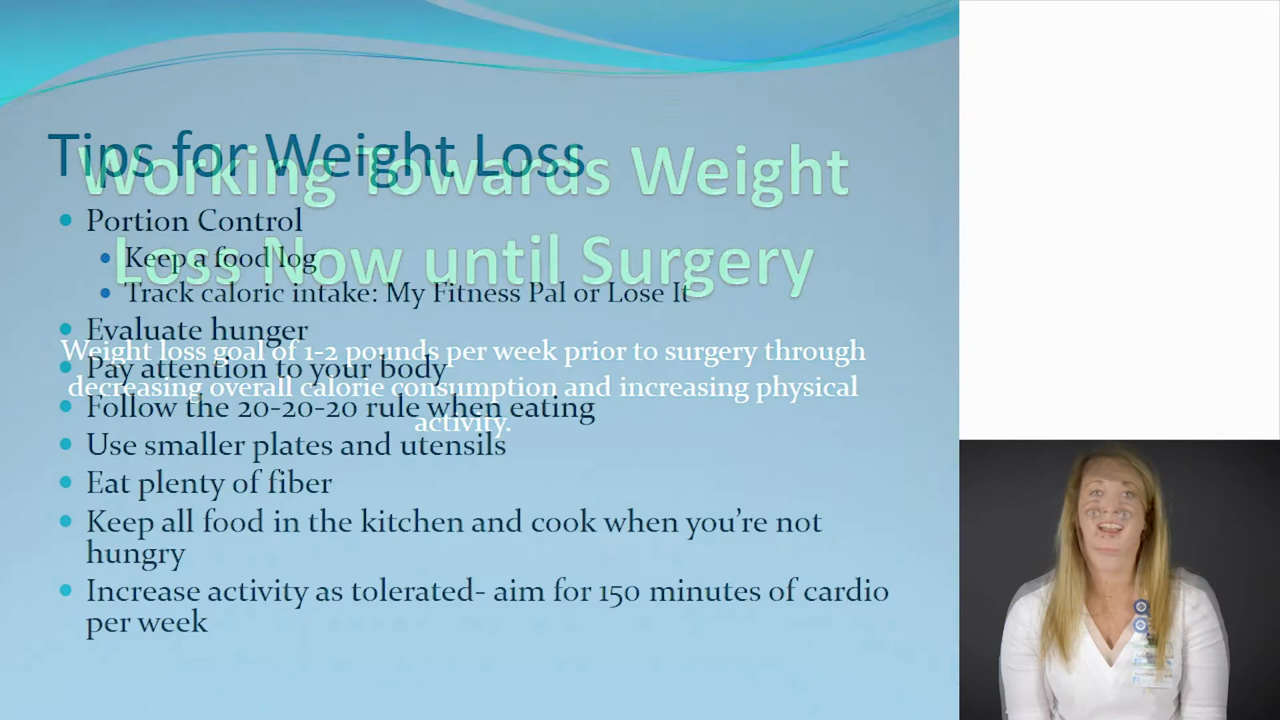 Tips for Weight Loss
Working Towards Weight
Loss Now until Surgery
Portion Control
Keep a food log
Track caloric intake: My Fitness Pal or Lose It
Evaluate hunger
Weight loss goal of 1-2 pounds per week prior to surgery through
decreasing overall calorie consumption and increasing physical
activity.
Pay attention to your body
Follow the 20-20-20 rule when eating
Use smaller plates and utensils
Eat plenty of fiber
Keep all food in the kitchen and cook when you’re not
hungry
Increase activity as tolerated- aim for 150 minutes of cardio
per week